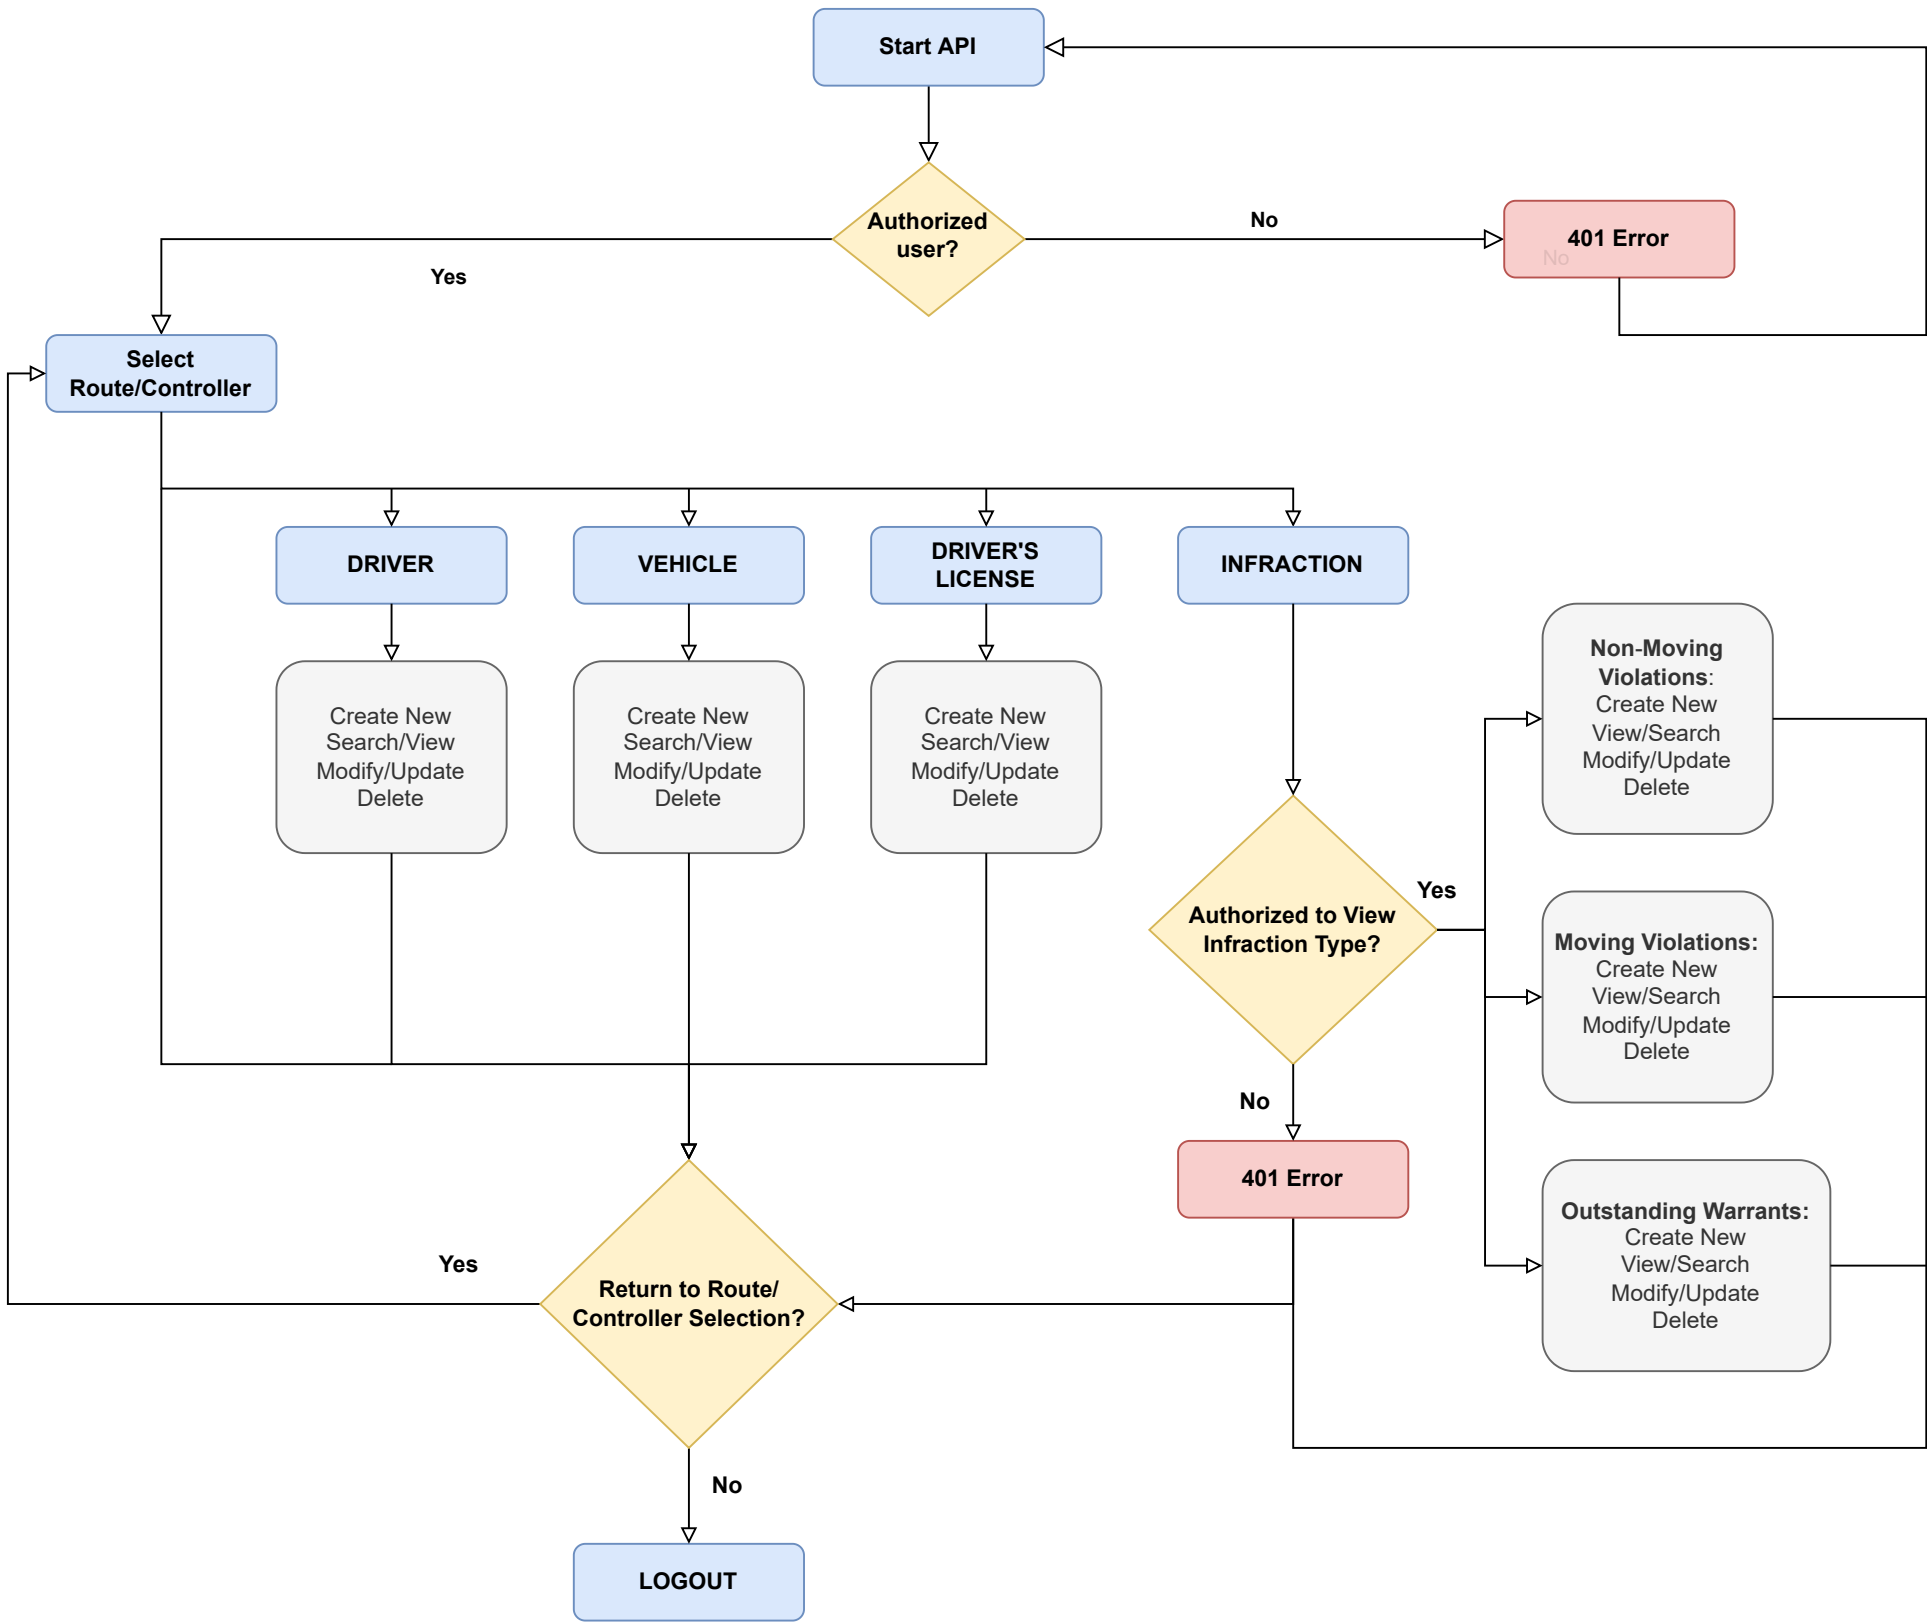 Start API
Authorized
user?
No
401 Error
No
Yes
Select
Route/Controller
DRIVER
VEHICLE
DRIVER'S
LICENSE
INFRACTION
Create New
Search/View
Modify/Update
Delete
Create New
Search/View
Modify/Update
Delete
Create New
Search/View
Modify/Update
Delete
Non-Moving
Violations:
Create New
View/Search
Modify/Update
Delete
Yes
Authorized to View
Infraction Type?
Moving Violations:
Create New
View/Search
Modify/Update
Delete
No
401 Error
Outstanding Warrants:
Create New
View/Search
Modify/Update
Delete
Yes
Return to Route/
Controller Selection?
No
LOGOUT